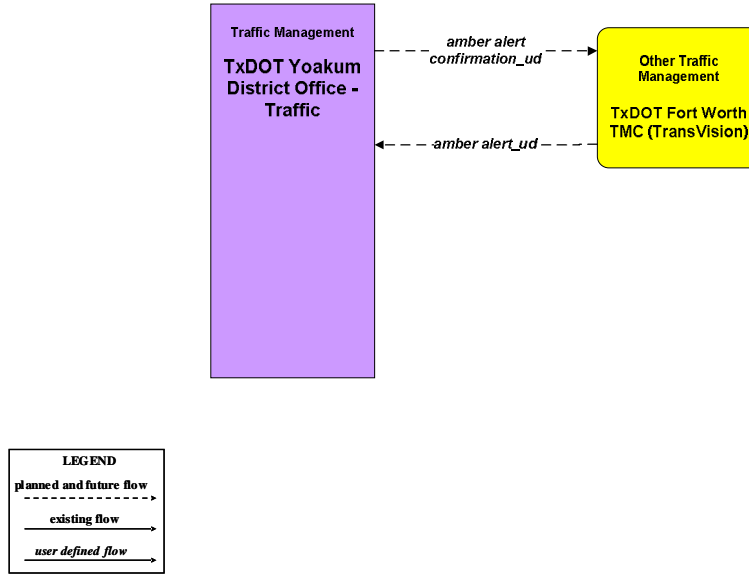 Traffic Management
TxDOT Yoakum
District Office -
Traffic
amber alert
confirmation_ud
amber alert_ud
Other Traffic
Management
TxDOT Fort Worth
TMC (TransVision)
LEGEND
planned and future flow
existing flow
user defined flow